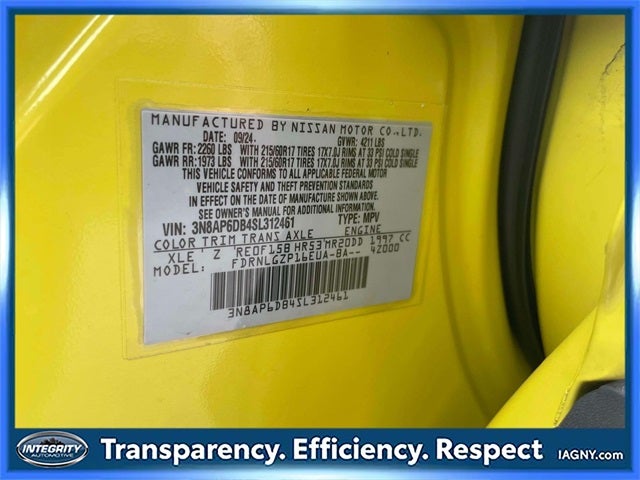 MANUFACTURED BY NISSAN MOTOR CO.,LTD.
DATE: 09/24. GVWR: 4211 LBS
GAWR FR: 2260 LBS WITH 215/60R17 TIRES 17X7.0J RIMS AT 33 PSI COLD SINGLE
GAWR RR: 1973 LBS WITH 215/60R17 TIRES 17X7.0J RIMS AT 33 PSI COLD SINGLE
THIS VEHICLE CONFORMS TO ALL APPLICABLE FEDERAL MOTOR
VEHICLE SAFETY AND THEFT PREVENTION STANDARDS
IN EFFECT ON THE DATE OF MANUFACTURE SHOWN ABOVE.
SEE OWNER'S MANUAL FOR ADDITIONAL INFORMATION.
VIN: 3N8AP6DB4SL312461 TYPE: MPV
COLOR TRIM TRANS AXLE ENGINE
XLE Z RE0F15B HR53 MR20DD 1997 CC
MODEL: FDRNLGZP16EUA-BA-- 4Z000
3N8AP6DB4SL312461
INTEGRITY
AUTOMOTIVE
Transparency. Efficiency. Respect
IAGNY.COM